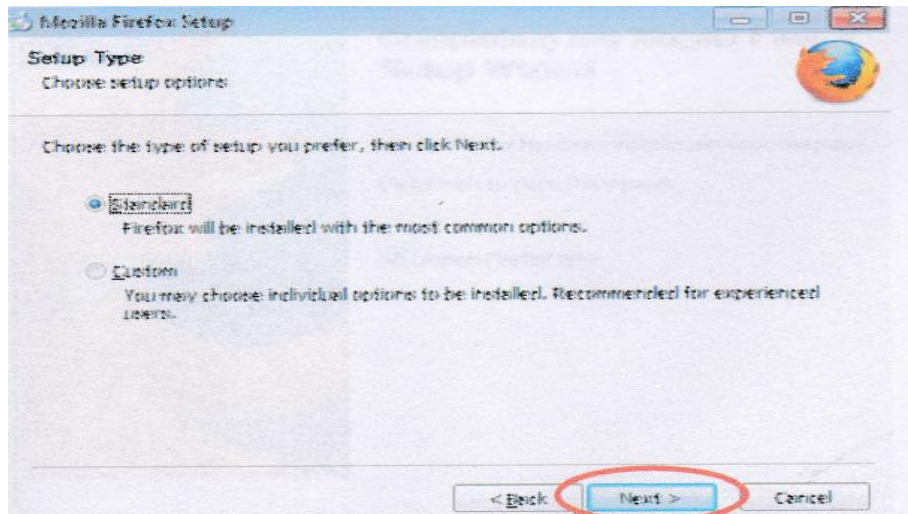 Mozilla Firefox Setup
Setup Type
Choose setup options
Choose the type of setup you prefer, then click Next.
Standard
Firefox will be installed with the most common options.
Custom
You may choose individual options to be installed. Recommended for experienced
users.
< Back
Next >
Cancel